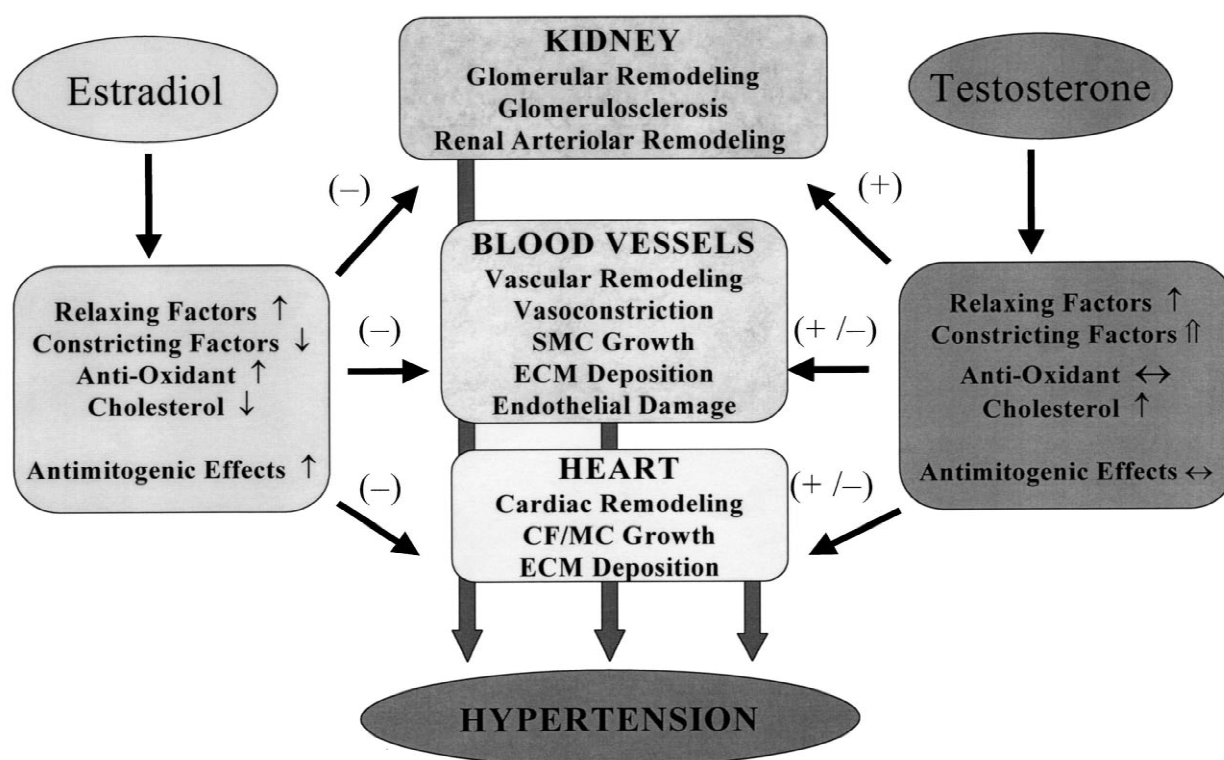 Estradiol
KIDNEY
Glomerular Remodeling
Glomerulosclerosis
Renal Arteriolar Remodeling
Testosterone
(–)
(+)
Relaxing Factors ↑
Constricting Factors ↓
Anti-Oxidant ↑
Cholesterol ↓
Antimitogenic Effects ↑
(–)
BLOOD VESSELS
Vascular Remodeling
Vasoconstriction
SMC Growth
ECM Deposition
Endothelial Damage
(+ /–)
Relaxing Factors ↑
Constricting Factors ⇑
Anti-Oxidant ↔
Cholesterol ↑
Antimitogenic Effects ↔
(–)
HEART
Cardiac Remodeling
CF/MC Growth
ECM Deposition
(+ /–)
HYPERTENSION